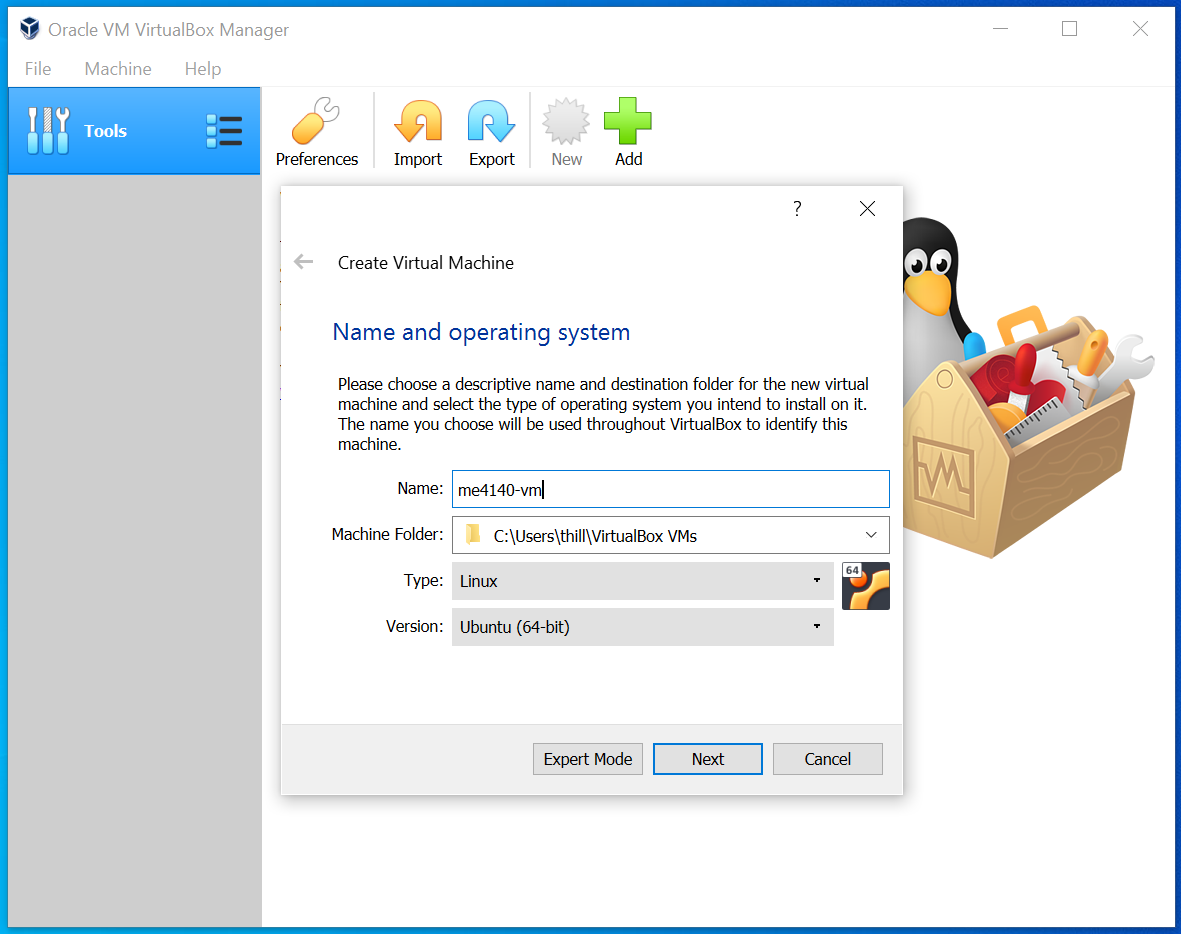 Oracle VM VirtualBox Manager
File Machine Help
Tools
Preferences Import Export New Add
?
Create Virtual Machine
Name and operating system
Please choose a descriptive name and destination folder for the new virtual
machine and select the type of operating system you intend to install on it.
The name you choose will be used throughout VirtualBox to identify this
machine.
Name: me4140-vm
Machine Folder: C:\Users\thill\VirtualBox VMs
Type: Linux
64
Version: Ubuntu (64-bit)
Expert Mode Next Cancel